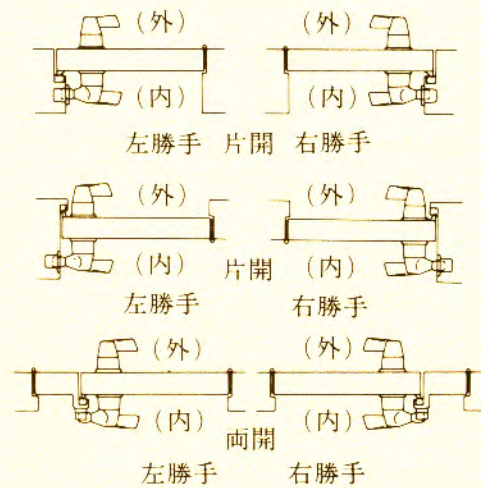 (外) (外)
(内) (内)
左勝手 片開 右勝手
(外) (外)
(内) 片開 (内)
左勝手 右勝手
(外) (外)
(内) 両開 (内)
左勝手 右勝手